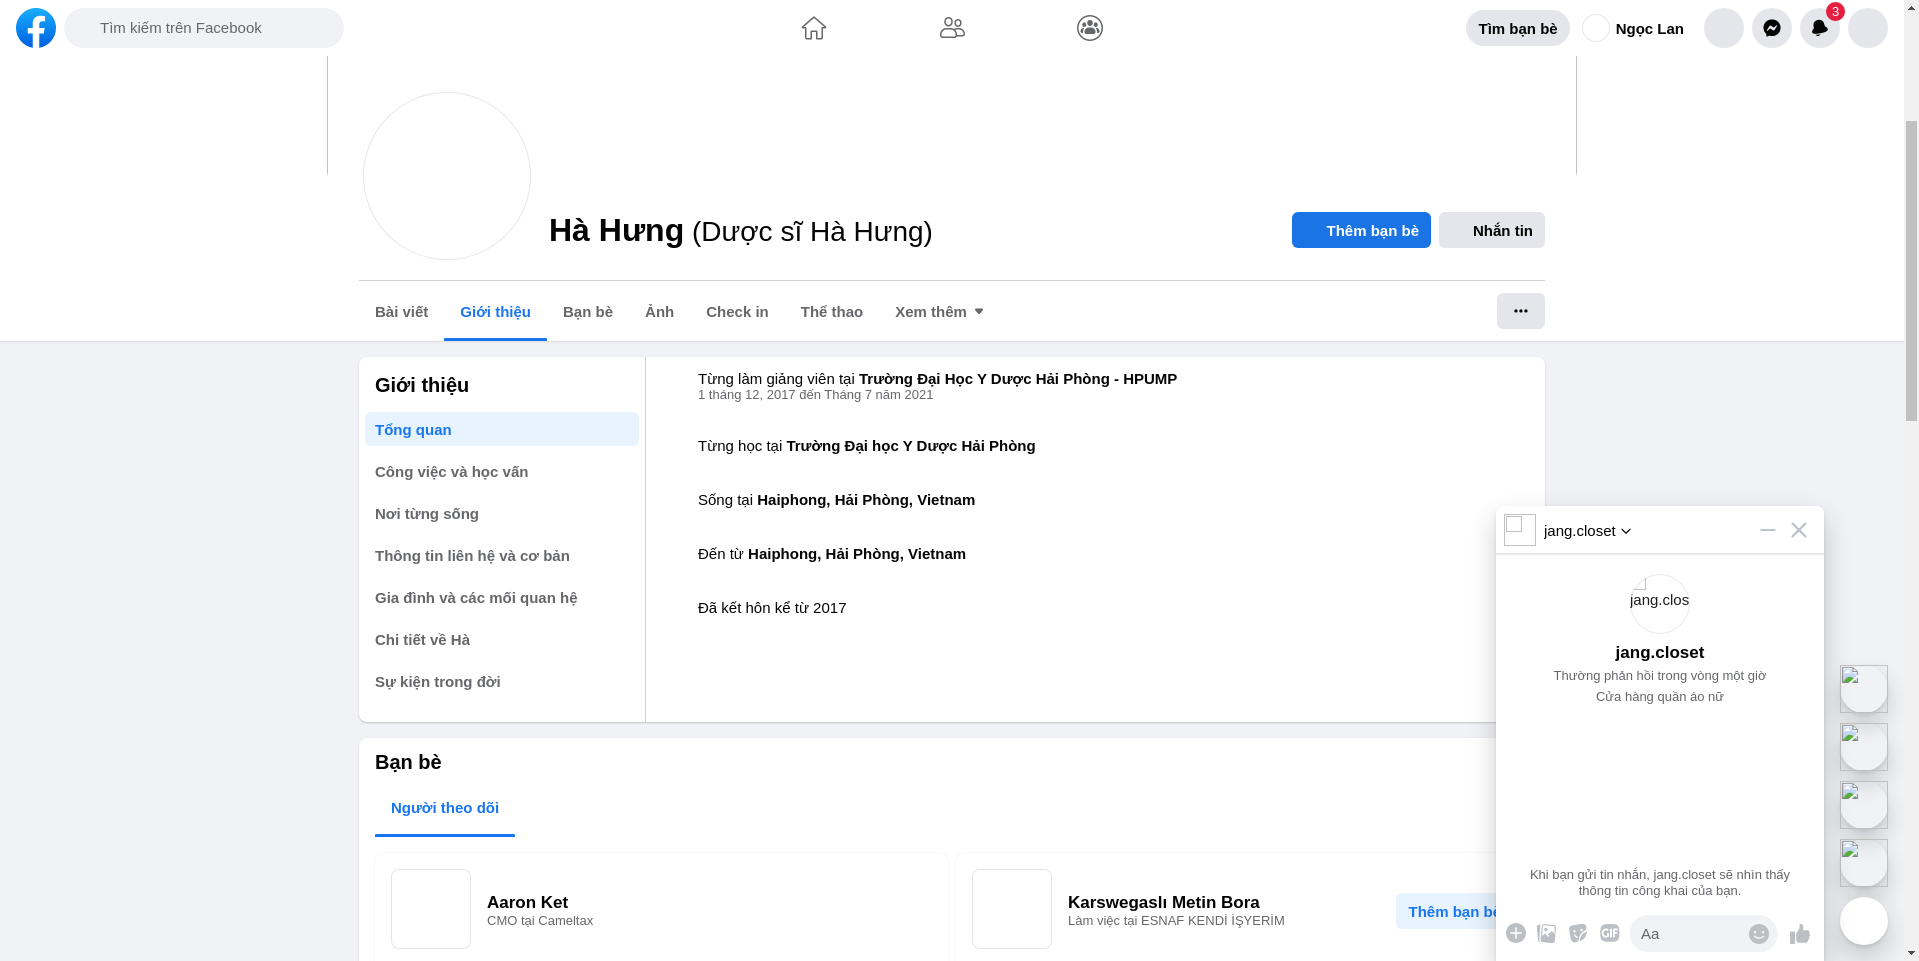 Tìm kiếm trên Facebook
Tìm bạn bè
Ngọc Lan
3
Hà Hưng (Dược sĩ Hà Hưng)
Thêm bạn bè
Nhắn tin
Bài viết
Giới thiệu
Bạn bè
Ảnh
Check in
Thể thao
Xem thêm
Giới thiệu
Tổng quan
Công việc và học vấn
Nơi từng sống
Thông tin liên hệ và cơ bản
Gia đình và các mối quan hệ
Chi tiết về Hà
Sự kiện trong đời
Từng làm giảng viên tại Trường Đại Học Y Dược Hải Phòng - HPUMP
1 tháng 12, 2017 đến Tháng 7 năm 2021
Từng học tại Trường Đại học Y Dược Hải Phòng
Sống tại Haiphong, Hải Phòng, Vietnam
Đến từ Haiphong, Hải Phòng, Vietnam
Đã kết hôn kể từ 2017
Bạn bè
Người theo dõi
Aaron Ket
CMO tại Cameltax
Karswegaslı Metin Bora
Làm việc tại ESNAF KENDİ İŞYERİM
Thêm bạn bè
jang.closet
jang.clos
jang.closet
Thường phản hồi trong vòng một giờ
Cửa hàng quần áo nữ
Khi bạn gửi tin nhắn, jang.closet sẽ nhìn thấy
thông tin công khai của bạn.
GIF
Aa